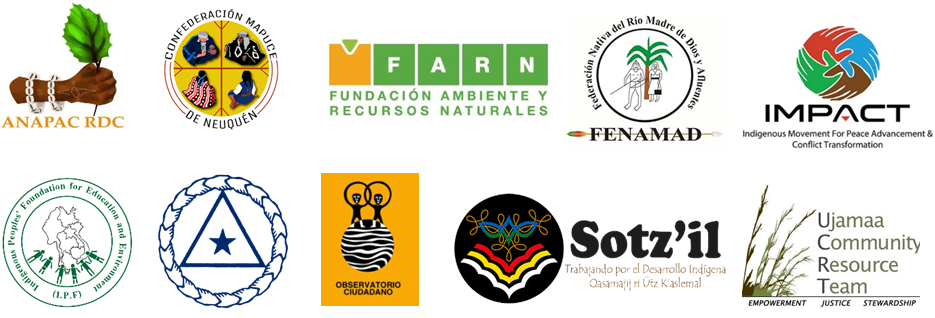 ANAPAC RDC
CONFEDERACIÓN MAPUCE
DE NEUQUÉN
FARN
FUNDACIÓN AMBIENTE Y
RECURSOS NATURALES
Federación Nativa del Río Madre de Dios y Afluentes
FENAMAD
IMPACT
Indigenous Movement For Peace Advancement &
Conflict Transformation
Indigenous Peoples' Foundation for Education and Environment
(I.P.F)
OBSERVATORIO
CIUDADANO
Sotz'il
Trabajando por el Desarrollo Indígena
Qasamajij ri Ütz K'aslemal
Ujamaa
Community
Resource
Team
EMPOWERMENT JUSTICE STEWARDSHIP